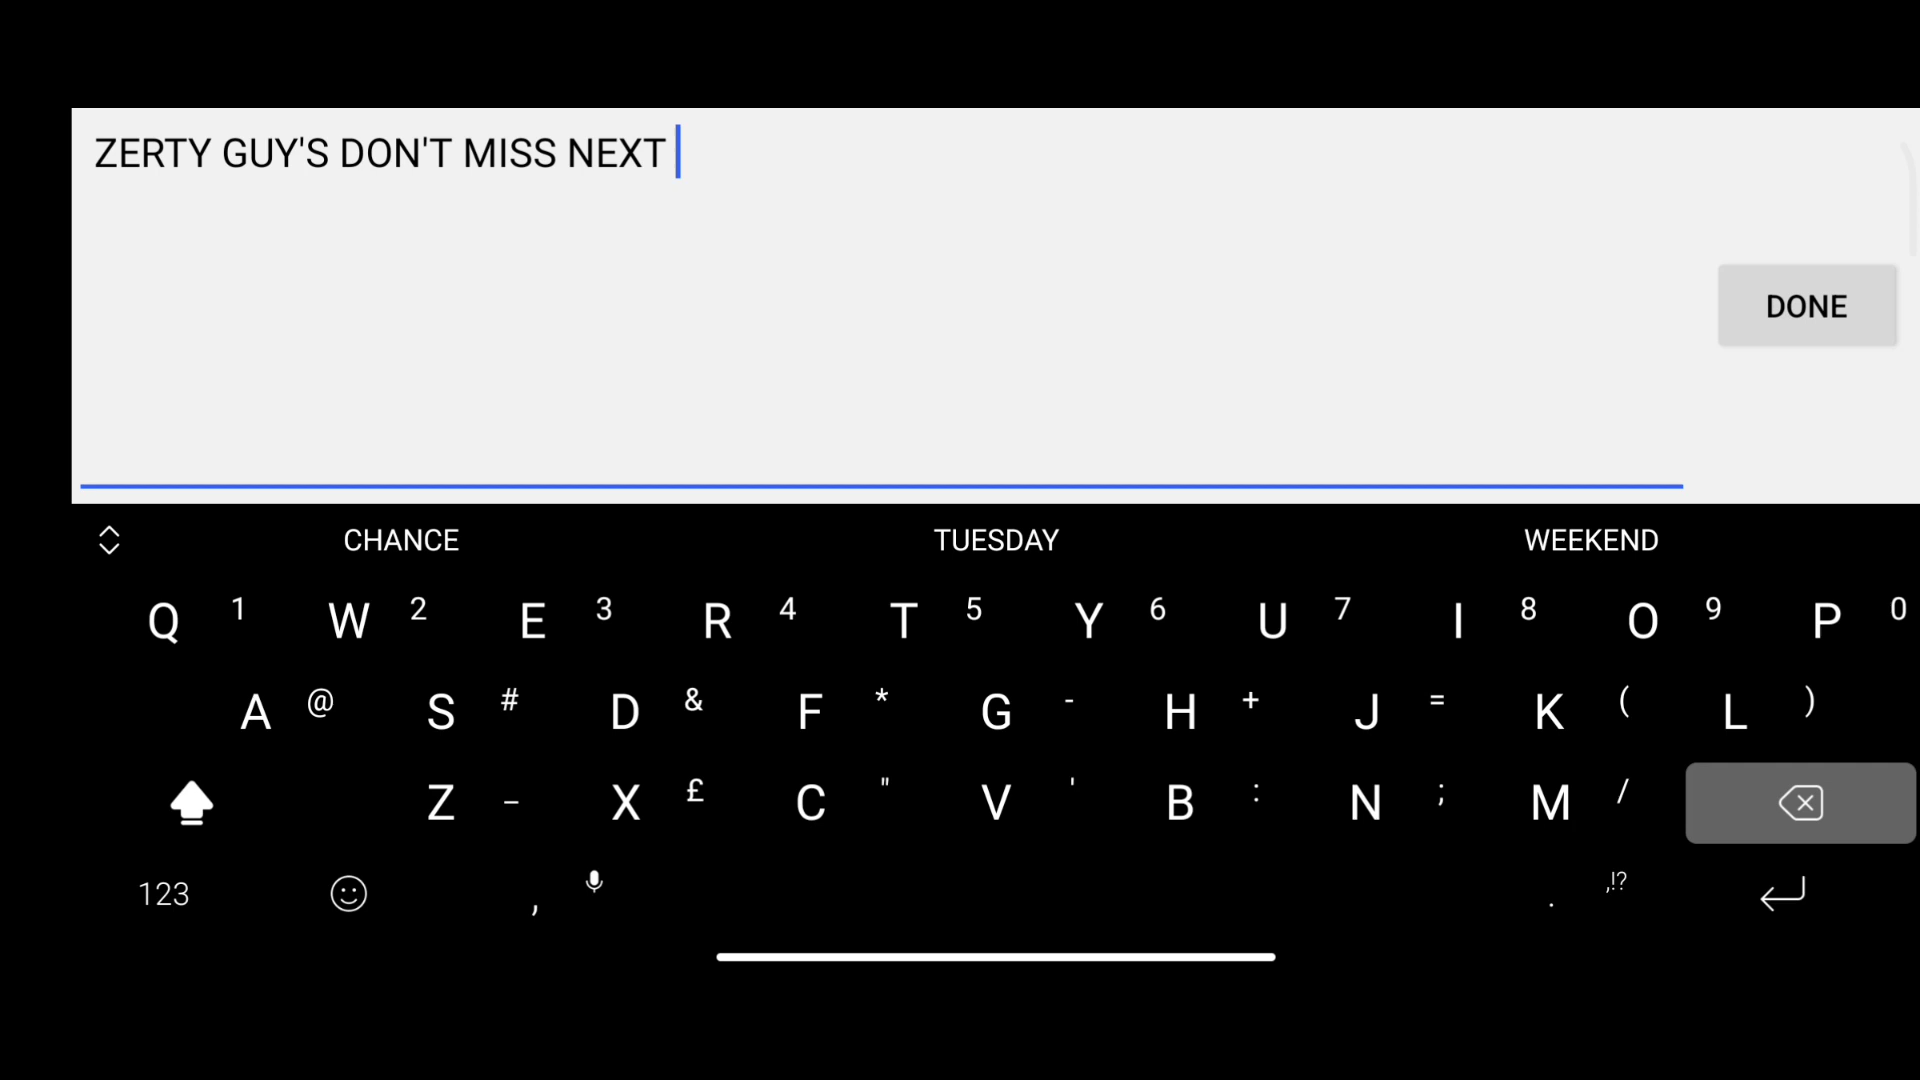 ZERTY GUY'S DON'T MISS NEXT
DONE
CHANCE TUESDAY WEEKEND
Q 1 W 2 E 3 R 4 T 5 Y 6 U 7 I 8 O 9 P 0
A @ S # D & F * G - H + J = K ( L )
Z _ X £ C " V ' B : N ; M /
123 , . ,!?